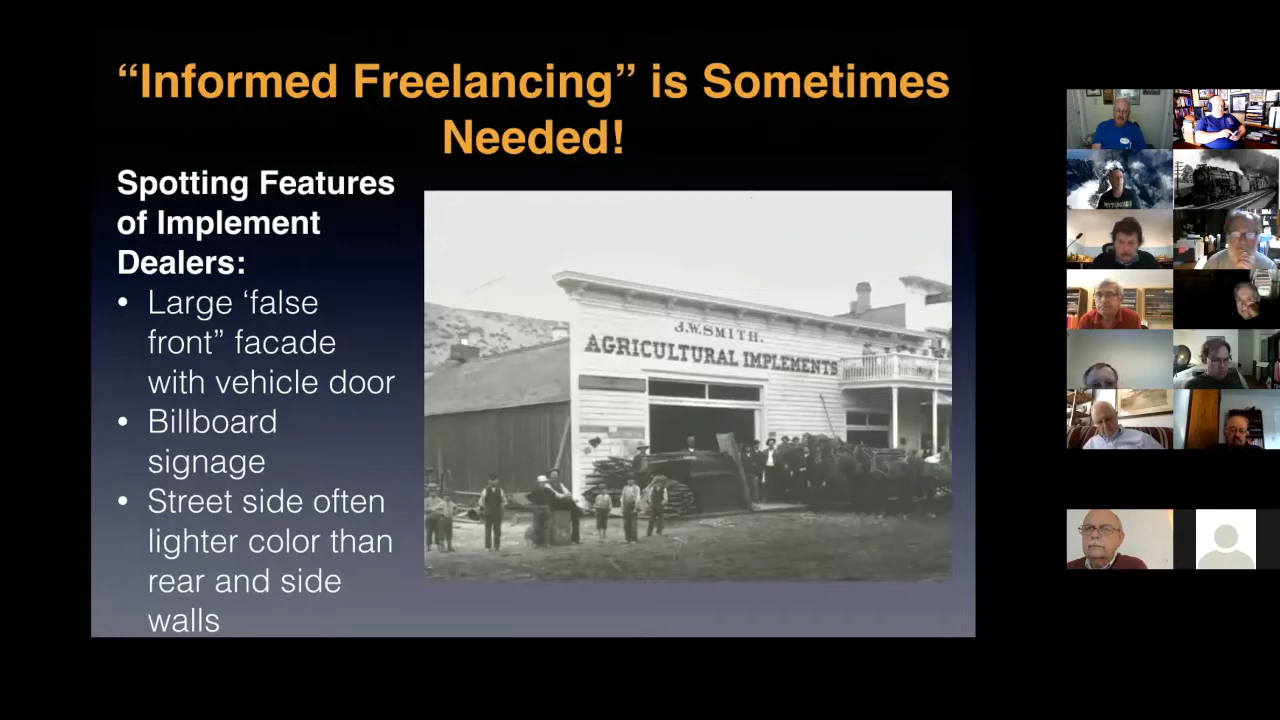 “Informed Freelancing” is Sometimes
Needed!
Spotting Features
of Implement
Dealers:
• Large ‘false
front” facade
with vehicle door
• Billboard
signage
• Street side often
lighter color than
rear and side
walls
J.W.SMITH.
AGRICULTURAL IMPLEMENTS